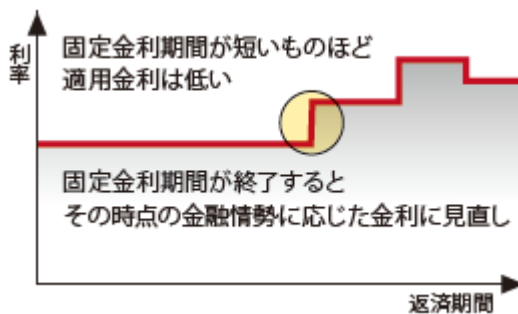 利率
固定金利期間が短いものほど
適用金利は低い
固定金利期間が終了すると
その時点の金融情勢に応じた金利に見直し
返済期間